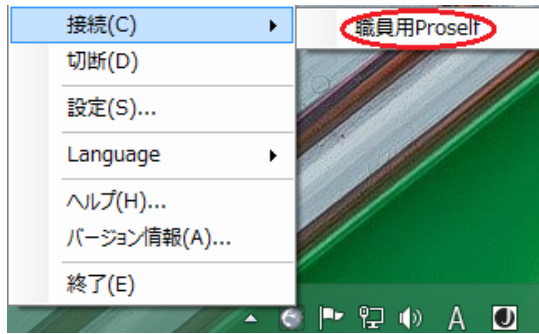 接続(C)
職員用Proself
切断(D)
設定(S)...
Language
ヘルプ(H)...
バージョン情報(A)...
終了(E)
A